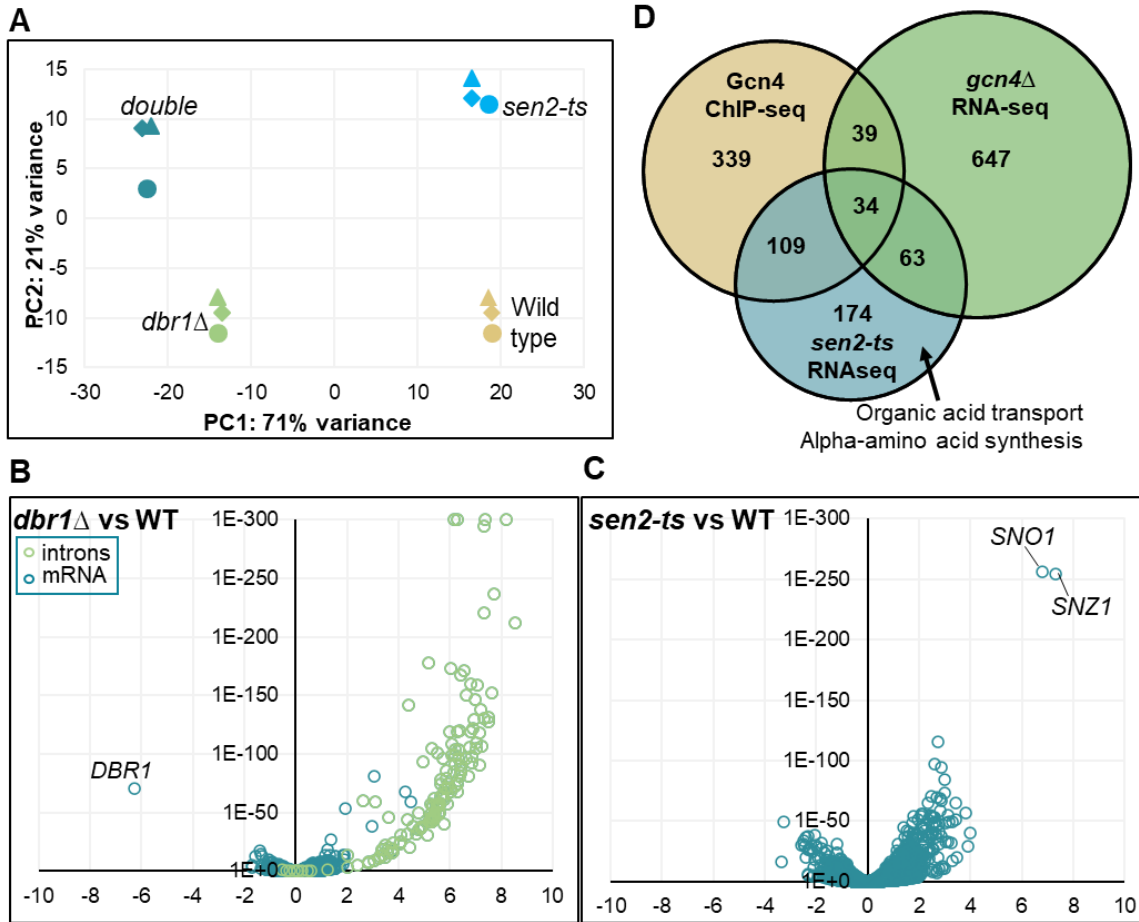 A
PC2: 21% variance
15
10
5
0
-5
-10
-15
-30
-20
-10
0
10
20
30
PC1: 71% variance
double
sen2-ts
dbr1Δ
Wild
type
D
Gcn4
ChIP-seq
339
gcn4Δ
RNA-seq
647
39
34
109
63
174
sen2-ts
RNAseq
Organic acid transport
Alpha-amino acid synthesis
B
dbr1Δ vs WT
introns
mRNA
1E-300
1E-250
1E-200
1E-150
1E-100
1E-50
1E+0
DBR1
-10
-8
-6
-4
-2
0
2
4
6
8
10
C
sen2-ts vs WT
1E-300
1E-250
1E-200
1E-150
1E-100
1E-50
1E+0
SNO1
SNZ1
-10
-8
-6
-4
-2
0
2
4
6
8
10